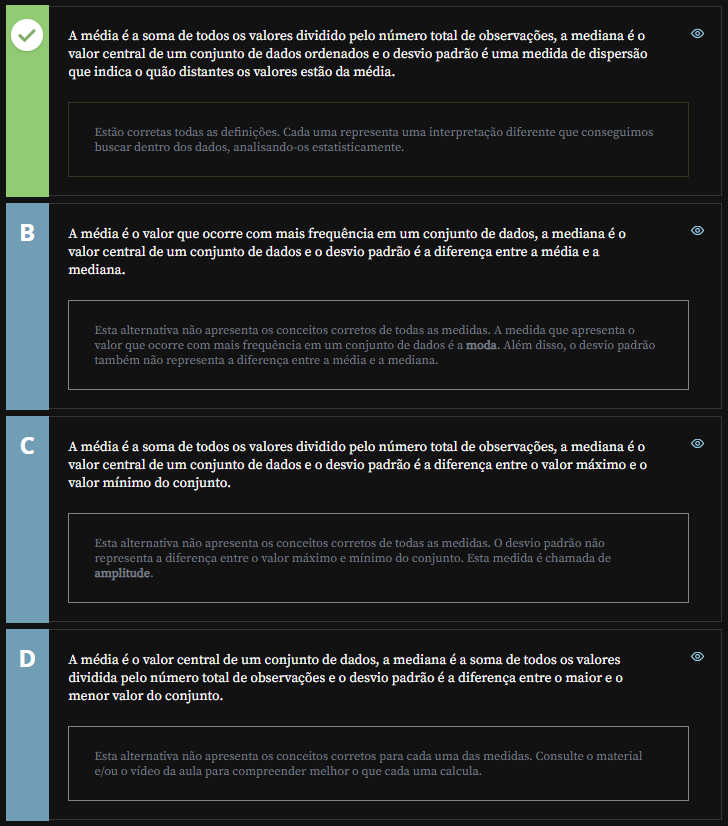 A média é a soma de todos os valores dividido pelo número total de observações, a mediana é o
valor central de um conjunto de dados ordenados e o desvio padrão é uma medida de dispersão
que indica o quão distantes os valores estão da média.
Estão corretas todas as definições. Cada uma representa uma interpretação diferente que conseguimos
buscar dentro dos dados, analisando-os estatisticamente.
B
A média é o valor que ocorre com mais frequência em um conjunto de dados, a mediana é o
valor central de um conjunto de dados e o desvio padrão é a diferença entre a média e a
mediana.
Esta alternativa não apresenta os conceitos corretos de todas as medidas. A medida que apresenta o
valor que ocorre com mais frequência em um conjunto de dados é a moda. Além disso, o desvio padrão
também não representa a diferença entre a média e a mediana.
C
A média é a soma de todos os valores dividido pelo número total de observações, a mediana é o
valor central de um conjunto de dados e o desvio padrão é a diferença entre o valor máximo e o
valor mínimo do conjunto.
Esta alternativa não apresenta os conceitos corretos de todas as medidas. O desvio padrão não
representa a diferença entre o valor máximo e mínimo do conjunto. Esta medida é chamada de
amplitude.
D
A média é o valor central de um conjunto de dados, a mediana é a soma de todos os valores
dividida pelo número total de observações e o desvio padrão é a diferença entre o maior e o
menor valor do conjunto.
Esta alternativa não apresenta os conceitos corretos para cada uma das medidas. Consulte o material
e/ou o vídeo da aula para compreender melhor o que cada uma calcula.